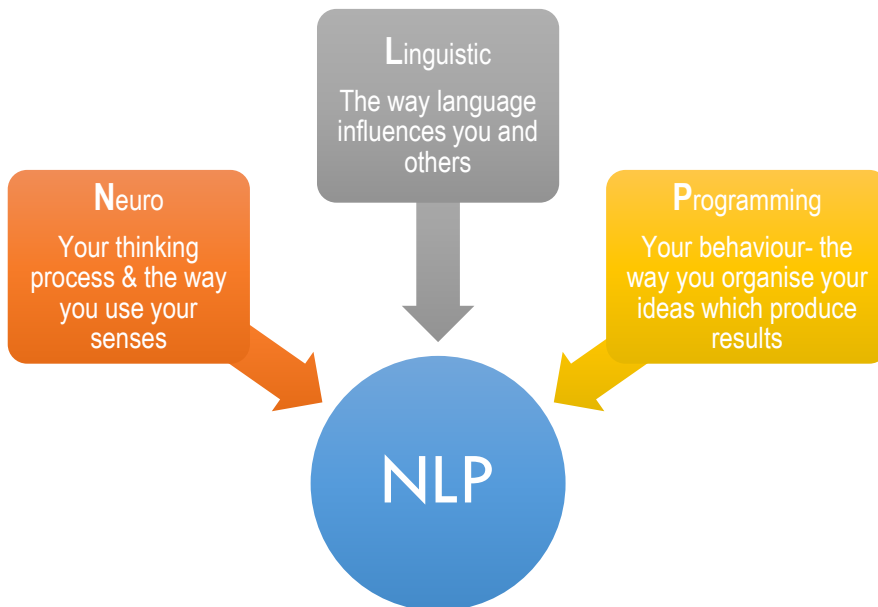 Neuro
Your thinking
process & the way
you use your
senses
Linguistic
The way language
influences you and
others
Programming
Your behaviour- the
way you organise your
ideas which produce
results
NLP